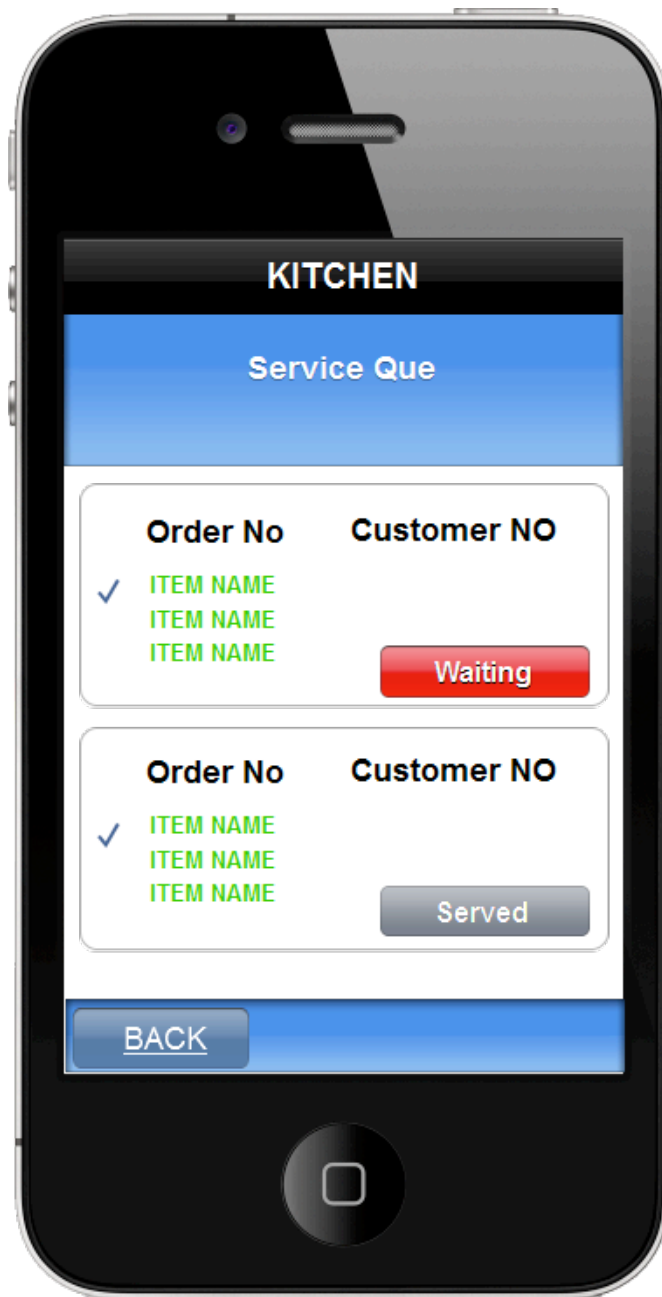 KITCHEN
Service Que
Order No Customer NO
ITEM NAME
ITEM NAME
ITEM NAME
Waiting
Order No Customer NO
ITEM NAME
ITEM NAME
ITEM NAME
Served
BACK